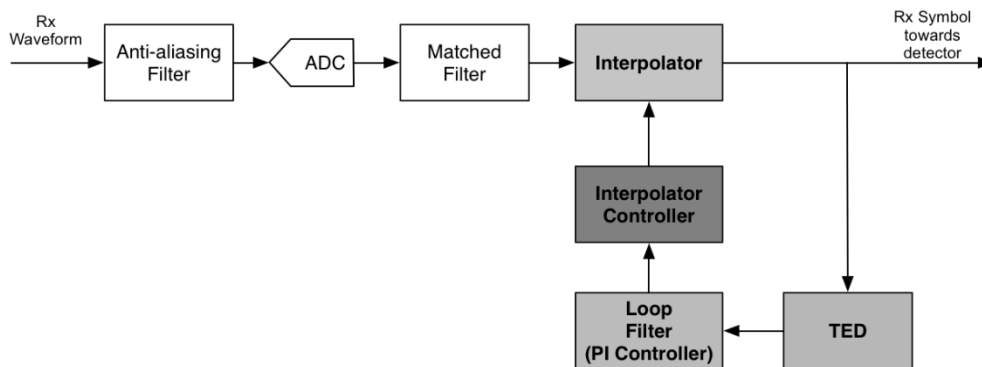 Rx
Waveform
Anti-aliasing
Filter
ADC
Matched
Filter
Interpolator
Rx Symbol
towards
detector
Interpolator
Controller
Loop
Filter
(PI Controller)
TED